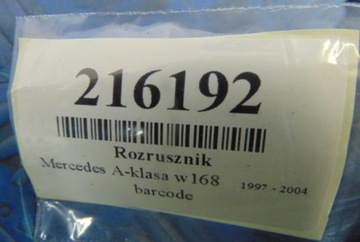 216192
Rozrusznik
Mercedes A-klasa w168 1997 - 2004
barcode